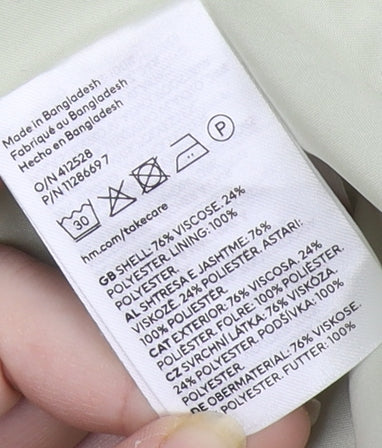 Made in Bangladesh
Fabriqué au Bangladesh
Hecho en Bangladesh
O/N 412528
P/N 1128669 7
30
P
hm.com/takecare
GB SHELL: 76% VISCOSE. 24%
POLYESTER. LINING: 100%
POLYESTER.
AL SHTRESA E JASHTME: 76%
VISKOZË. 24% POLIESTER. ASTARI:
100% POLIESTER.
CAT EXTERIOR: 76% VISCOSA, 24%
POLIÈSTER. FOLRE: 100% POLIÈSTER.
CZ SVRCHNÍ LÁTKA: 76% VISKÓZA.
24% POLYESTER. PODŠÍVKA: 100%
POLYESTER.
DE OBERMATERIAL: 76% VISKOSE.
POLYESTER. FUTTER: 100%